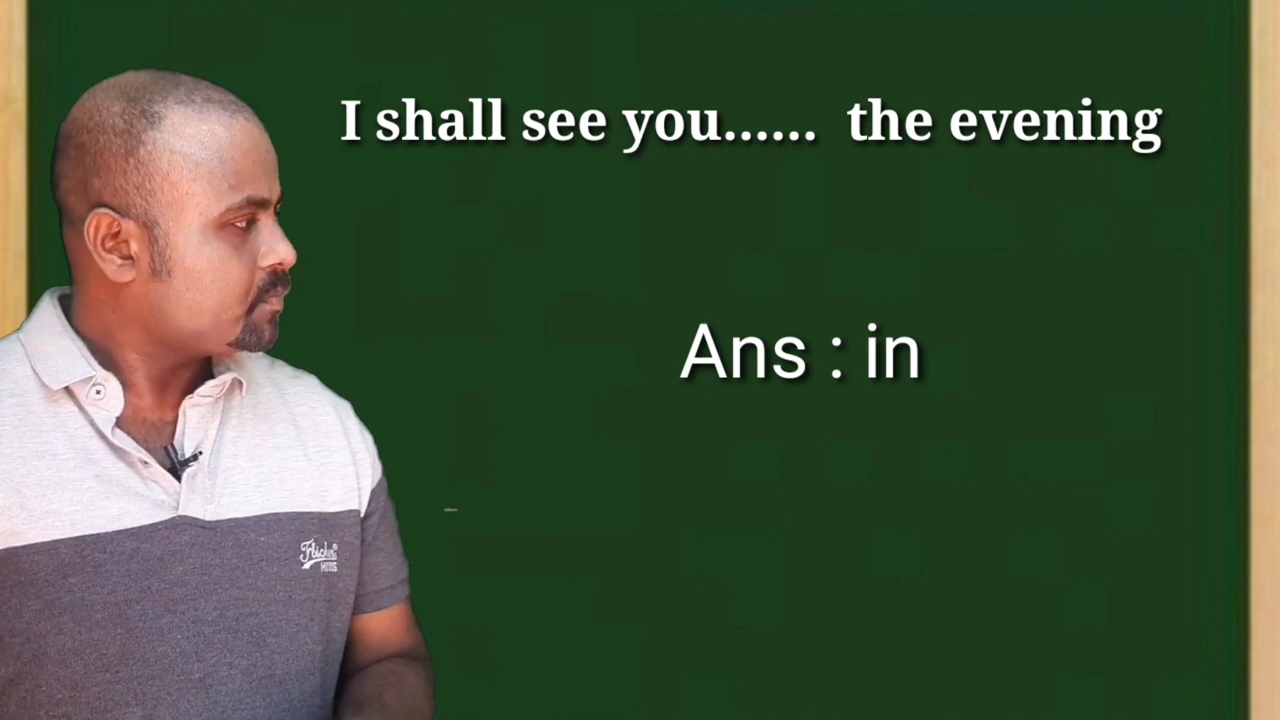 I shall see you...... the evening
Ans : in